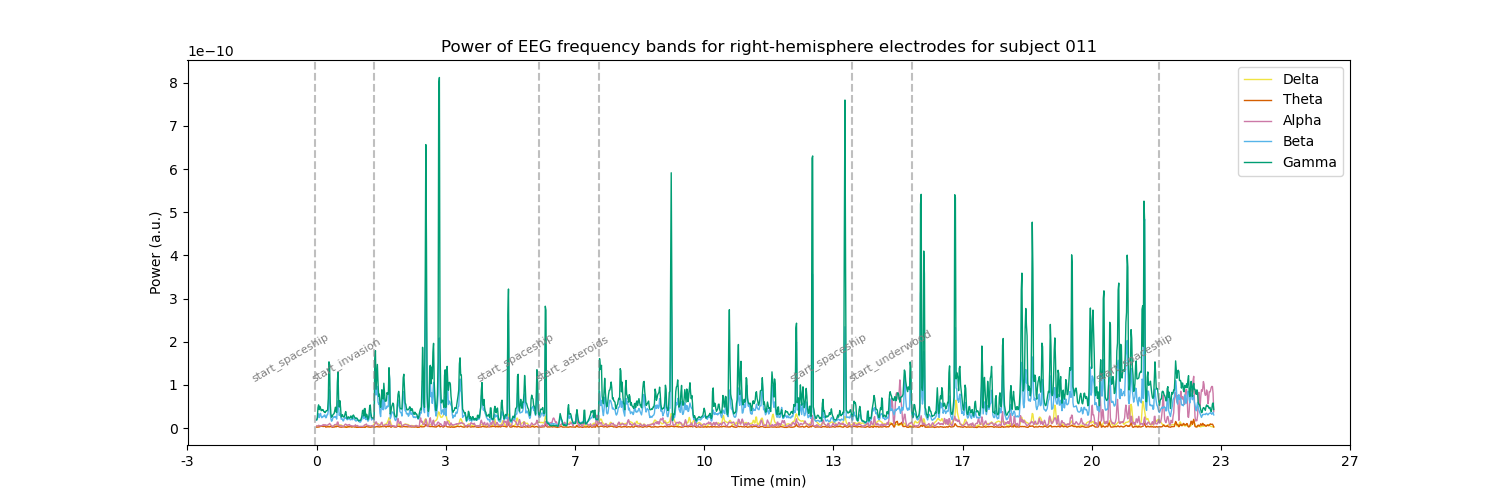 Power of EEG frequency bands for right-hemisphere electrodes for subject 011
1e−10
8
7
6
5
4
3
2
1
0
Power (a.u.)
Delta
Theta
Alpha
Beta
Gamma
start_spaceship
start_invasion
start_spaceship
start_asteroids
start_spaceship
start_underworld
start_spaceship
-3
0
3
7
10
13
17
20
23
27
Time (min)